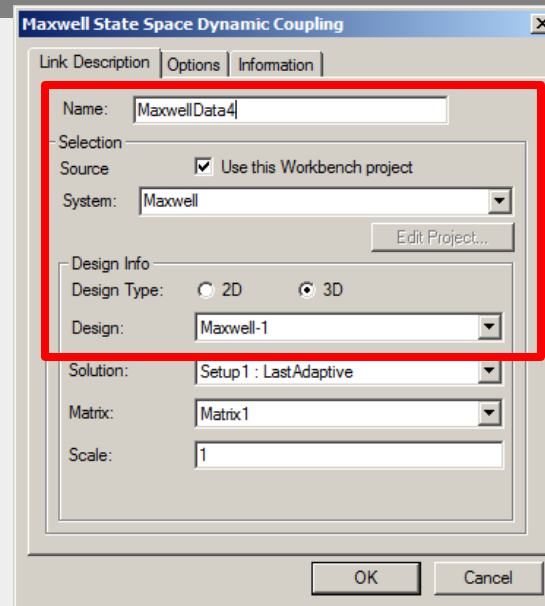 Maxwell State Space Dynamic Coupling
Link Description Options Information
Name: MaxwellData4
Selection
Source Use this Workbench project
System: Maxwell
Edit Project...
Design Info
Design Type: 2D 3D
Design: Maxwell-1
Solution: Setup1 : LastAdaptive
Matrix: Matrix1
Scale: 1
OK Cancel